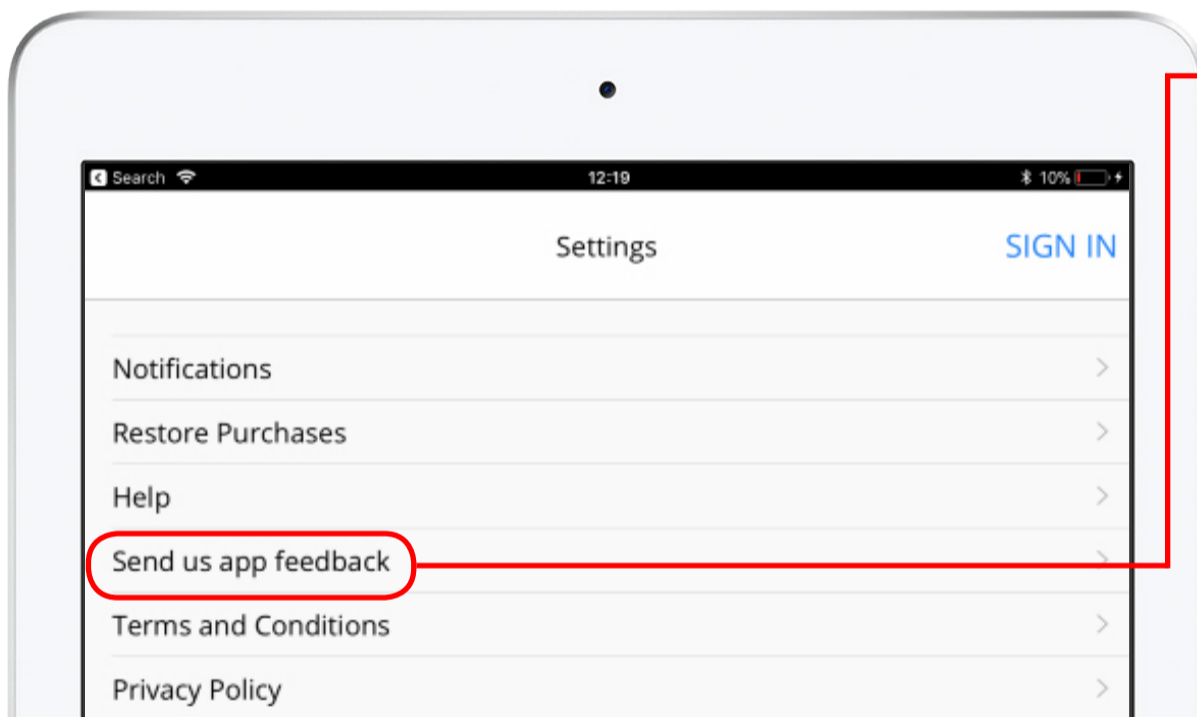 Search 12:19 10%
Settings SIGN IN
Notifications
Restore Purchases
Help
Send us app feedback
Terms and Conditions
Privacy Policy